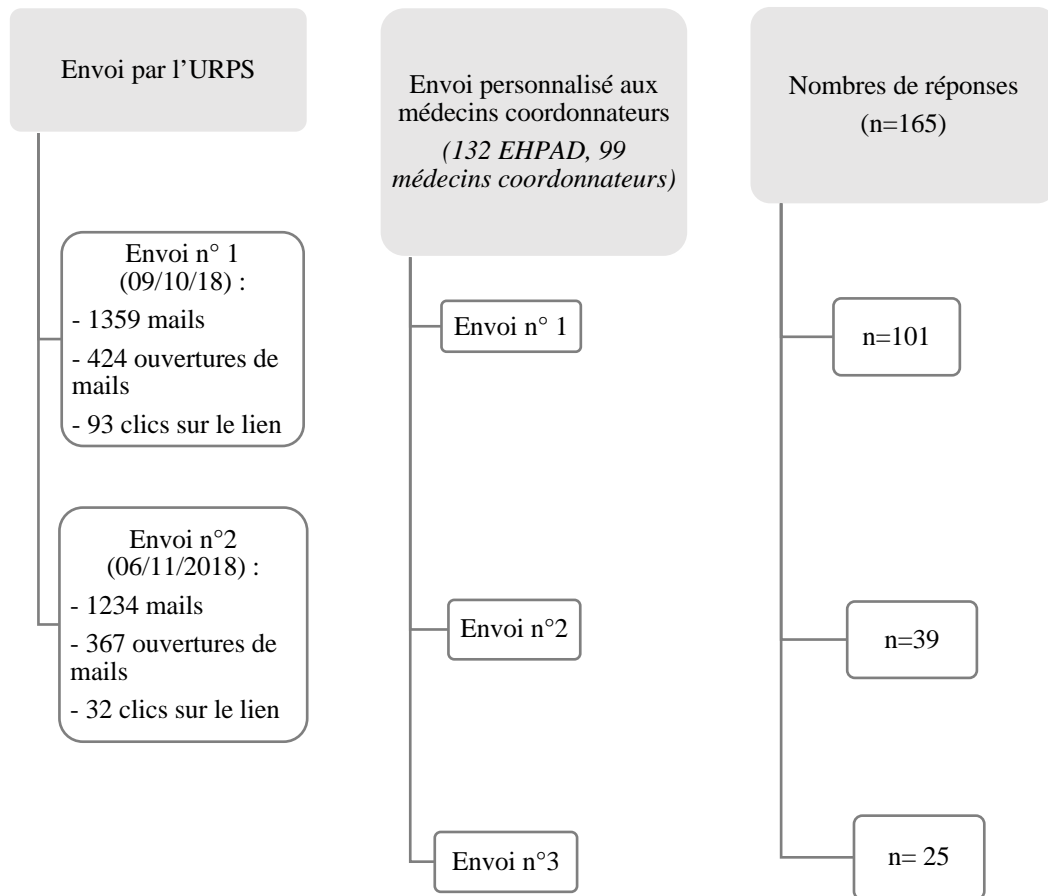 Envoi par l’URPS
Envoi n° 1
(09/10/18) :
- 1359 mails
- 424 ouvertures de
mails
- 93 clics sur le lien
Envoi n°2
(06/11/2018) :
- 1234 mails
- 367 ouvertures de
mails
- 32 clics sur le lien
Envoi personnalisé aux
médecins coordonnateurs
(132 EHPAD, 99
médecins coordonnateurs)
Envoi n° 1
Envoi n°2
Envoi n°3
Nombres de réponses
(n=165)
n=101
n=39
n= 25